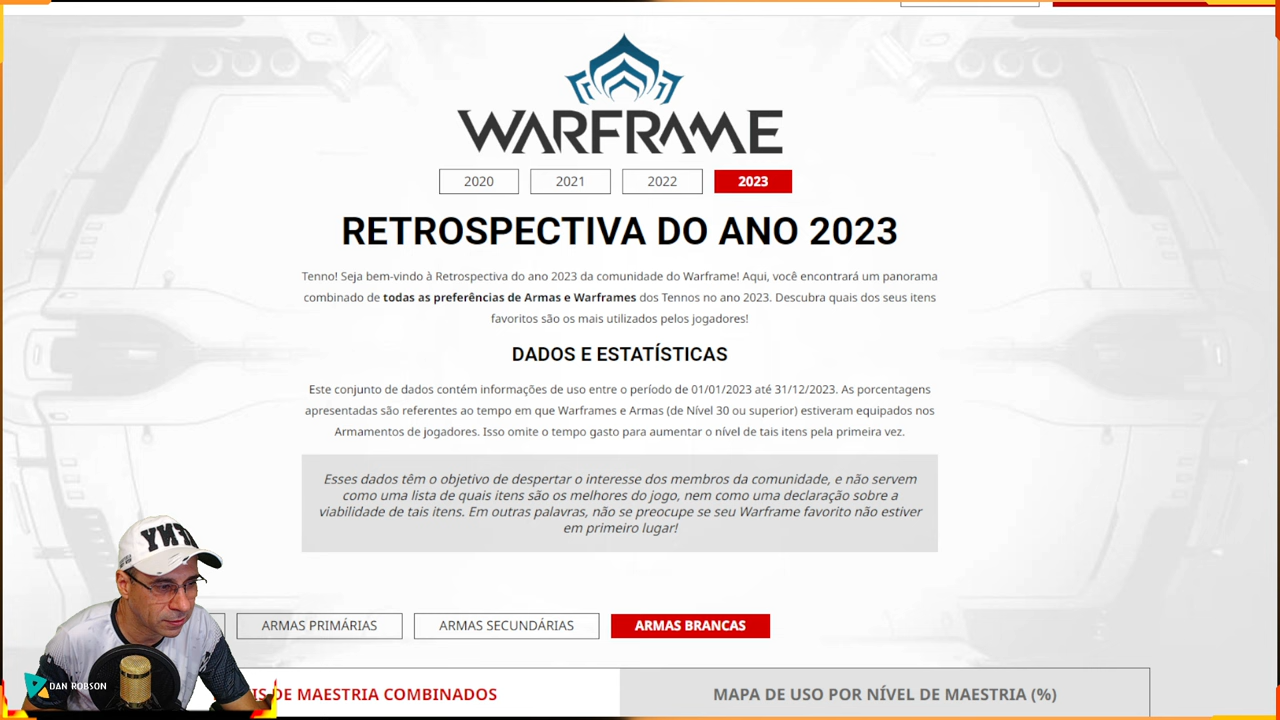 WARFRAME
2020 2021 2022 2023
RETROSPECTIVA DO ANO 2023
Tenno! Seja bem-vindo à Retrospectiva do ano 2023 da comunidade do Warframe! Aqui, você encontrará um panorama
combinado de todas as preferências de Armas e Warframes dos Tennos no ano 2023. Descubra quais dos seus itens
favoritos são os mais utilizados pelos jogadores!
DADOS E ESTATÍSTICAS
Este conjunto de dados contém informações de uso entre o período de 01/01/2023 até 31/12/2023. As porcentagens
apresentadas são referentes ao tempo em que Warframes e Armas (de Nível 30 ou superior) estiveram equipados nos
Armamentos de jogadores. Isso omite o tempo gasto para aumentar o nível de tais itens pela primeira vez.
Esses dados têm o objetivo de despertar o interesse dos membros da comunidade, e não servem
como uma lista de quais itens são os melhores do jogo, nem como uma declaração sobre a
viabilidade de tais itens. Em outras palavras, não se preocupe se seu Warframe favorito não estiver
em primeiro lugar!
ARMAS PRIMÁRIAS ARMAS SECUNDÁRIAS ARMAS BRANCAS
DE MAESTRIA COMBINADOS MAPA DE USO POR NÍVEL DE MAESTRIA (%)
DAN ROBSON